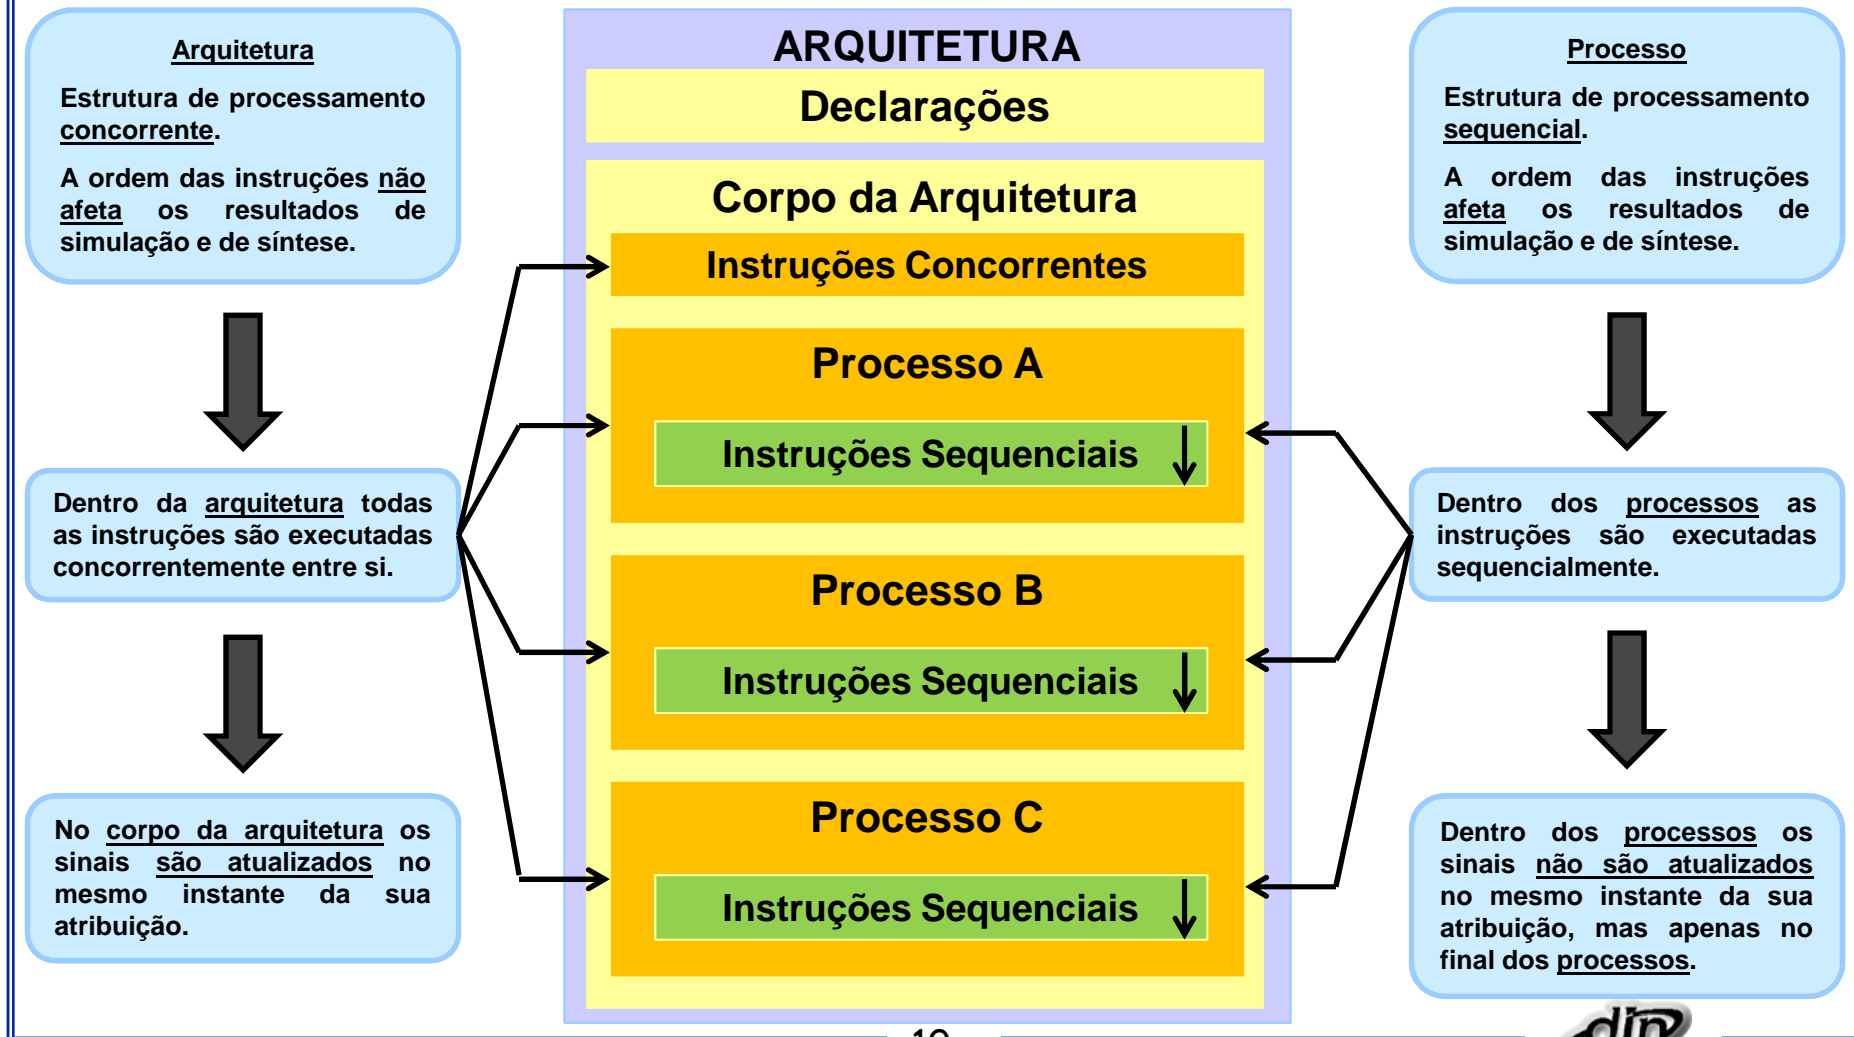 Arquitetura
Estrutura de processamento
concorrente.
A ordem das instruções não
afeta os resultados de
simulação e de síntese.
Dentro da arquitetura todas
as instruções são executadas
concorrentemente entre si.
No corpo da arquitetura os
sinais são atualizados no
mesmo instante da sua
atribuição.
ARQUITETURA
Declarações
Corpo da Arquitetura
Instruções Concorrentes
Processo A
Instruções Sequenciais
Processo B
Instruções Sequenciais
Processo C
Instruções Sequenciais
Processo
Estrutura de processamento
sequencial.
A ordem das instruções
afeta os resultados de
simulação e de síntese.
Dentro dos processos as
instruções são executadas
sequencialmente.
Dentro dos processos os
sinais não são atualizados
no mesmo instante da sua
atribuição, mas apenas no
final dos processos.